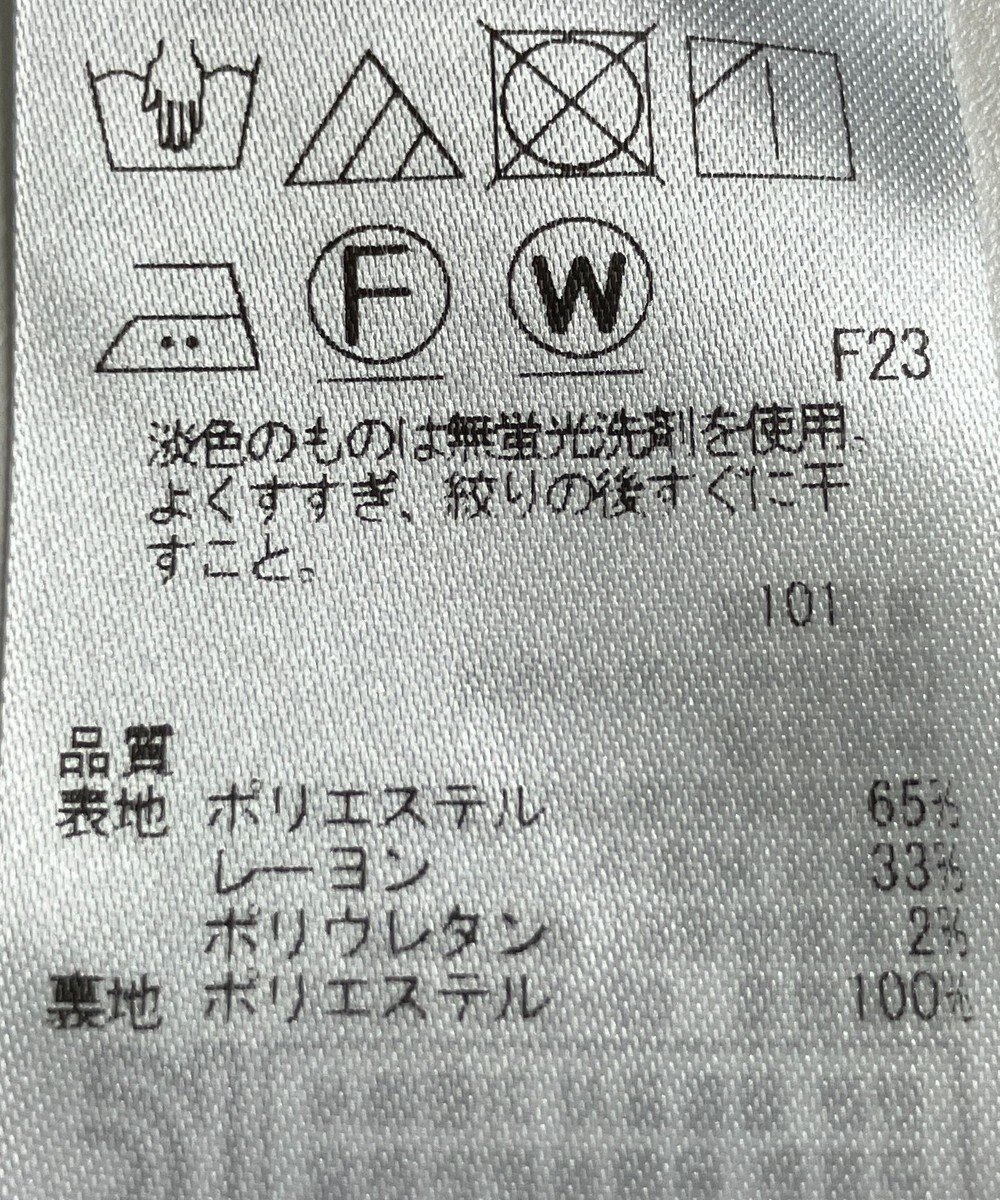 F W
F23
淡色のものは無蛍光洗剤を使用、
よくすすぎ、絞りの後すぐに干
すこと。
101
品質
表地 ポリエステル 65%
レーヨン 33%
ポリウレタン 2%
裏地 ポリエステル 100%